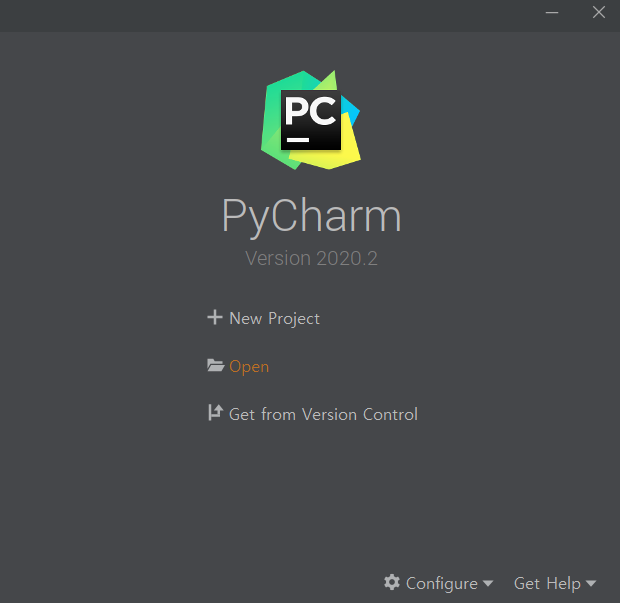 PC
PyCharm
Version 2020.2
New Project
Open
Get from Version Control
Configure
Get Help